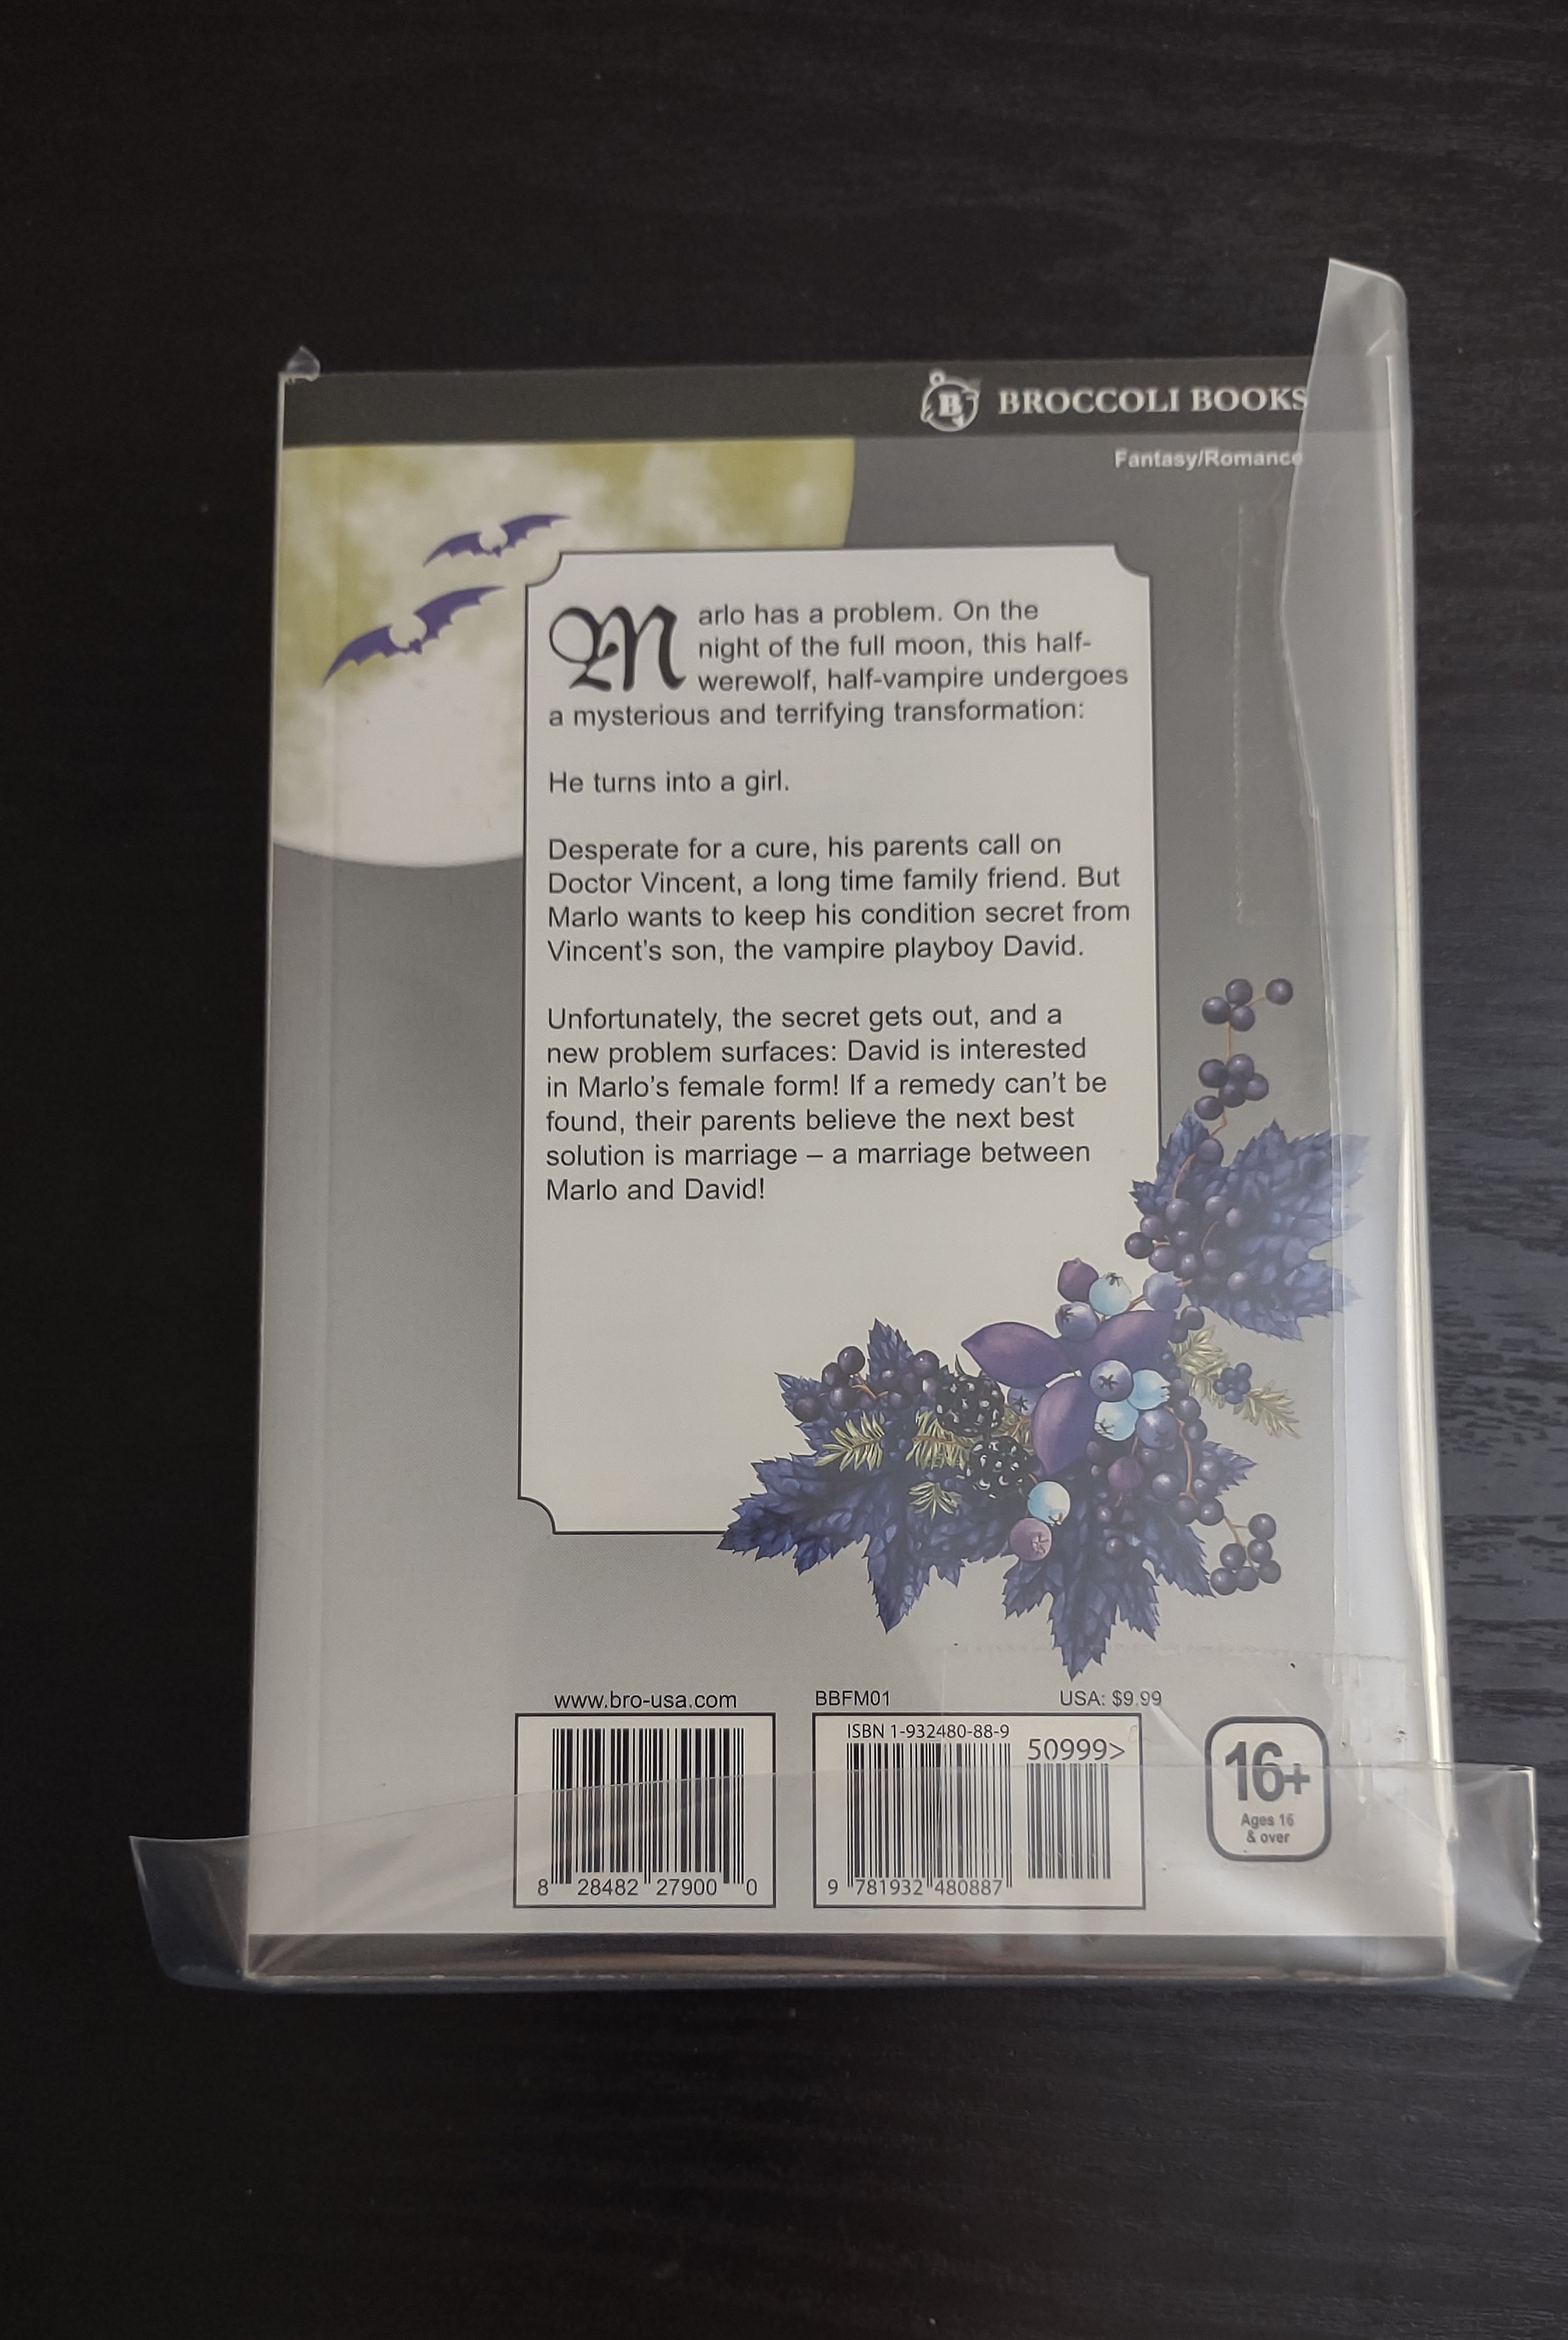 BROCCOLI BOOKS
Fantasy/Romance
Marlo has a problem. On the
night of the full moon, this half-
werewolf, half-vampire undergoes
a mysterious and terrifying transformation:
He turns into a girl.
Desperate for a cure, his parents call on
Doctor Vincent, a long time family friend. But
Marlo wants to keep his condition secret from
Vincent's son, the vampire playboy David.
Unfortunately, the secret gets out, and a
new problem surfaces: David is interested
in Marlo's female form! If a remedy can't be
found, their parents believe the next best
solution is marriage – a marriage between
Marlo and David!
www.bro-usa.com
BBFM01 USA: $9.99
ISBN 1-932480-88-9
50999>
8 28482 27900 0
9 781932 480887
16+
Ages 16
& over